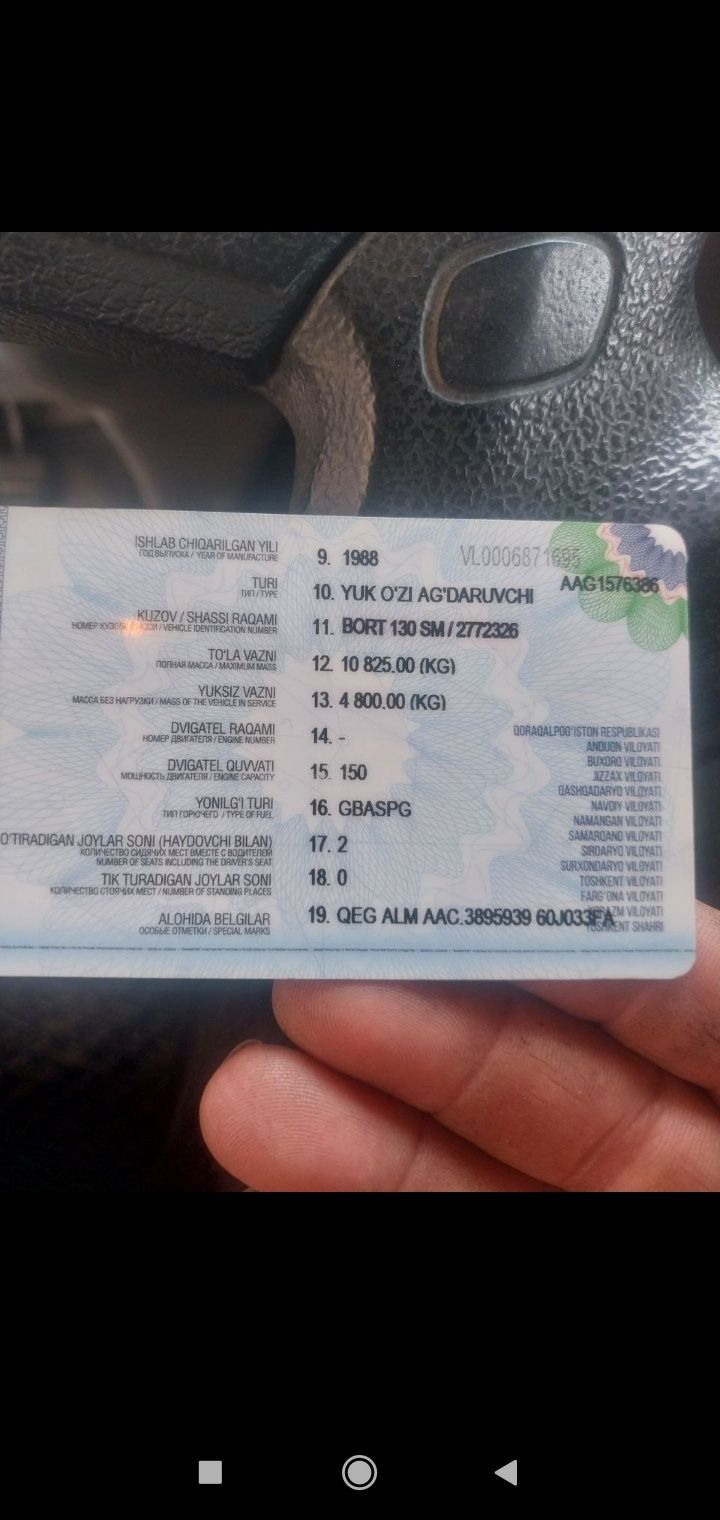 ISHLAB CHIQARILGAN YILI 9. 1988 VL0006871695
ГОД ВЫПУСКА / YEAR OF MANUFACTURE
TURI 10. YUK O'ZI AG'DARUVCHI AAG1576386
ТИП / TYPE
KUZOV / SHASSI RAQAMI 11. BORT 130 SM / 2772326
НОМЕР КУЗОВА / ШАССИ / VEHICLE IDENTIFICATION NUMBER
TO'LA VAZNI 12. 10 825.00 (KG)
ПОЛНАЯ МАССА / MAXIMUM MASS
YUKSIZ VAZNI 13. 4 800.00 (KG)
МАССА БЕЗ НАГРУЗКИ / MASS OF THE VEHICLE IN SERVICE
DVIGATEL RAQAMI 14. -
НОМЕР ДВИГАТЕЛЯ / ENGINE NUMBER
DVIGATEL QUVVATI 15. 150
МОЩНОСТЬ ДВИГАТЕЛЯ / ENGINE CAPACITY
YONILG'I TURI 16. GBASPG
ТИП ГОРЮЧЕГО / TYPE OF FUEL
O'TIRADIGAN JOYLAR SONI (HAYDOVCHI BILAN) 17. 2
КОЛИЧЕСТВО СИДЯЧИХ МЕСТ ВМЕСТЕ С ВОДИТЕЛЕМ
NUMBER OF SEATS INCLUDING THE DRIVER'S SEAT
TIK TURADIGAN JOYLAR SONI 18. 0
КОЛИЧЕСТВО СТОЯЧИХ МЕСТ / NUMBER OF STANDING PLACES
ALOHIDA BELGILAR 19. QEG ALM AAC.3895939 60J033FA
ОСОБЫЕ ОТМЕТКИ / SPECIAL MARKS
QORAQALPOG'ISTON RESPUBLIKASI
ANDIJON VILOYATI
BUXORO VILOYATI
JIZZAX VILOYATI
QASHQADARYO VILOYATI
NAVOIY VILOYATI
NAMANGAN VILOYATI
SAMARQAND VILOYATI
SIRDARYO VILOYATI
SURXONDARYO VILOYATI
TOSHKENT VILOYATI
FARG'ONA VILOYATI
XORAZM VILOYATI
TOSHKENT SHAHRI